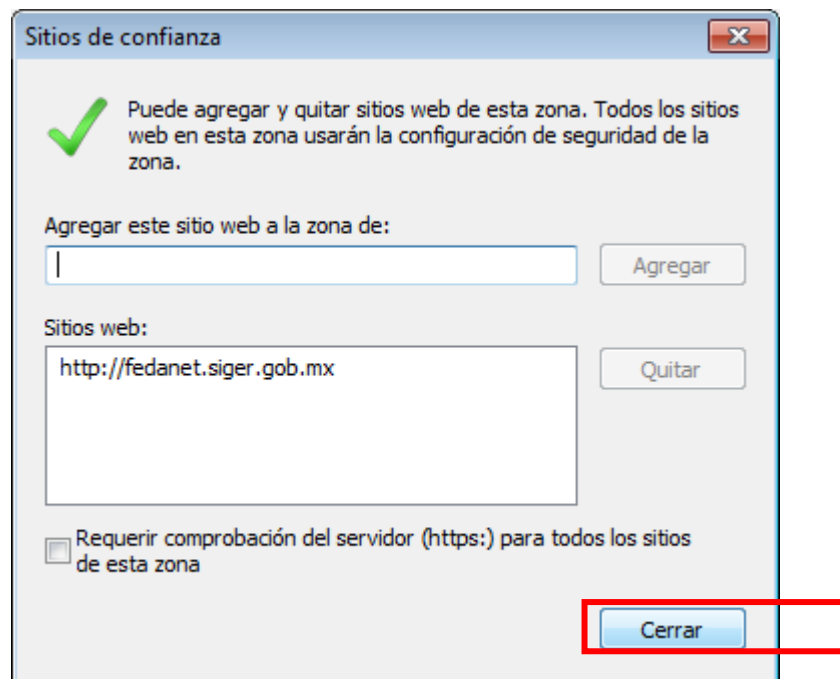 Sitios de confianza
Puede agregar y quitar sitios web de esta zona. Todos los sitios
web en esta zona usarán la configuración de seguridad de la
zona.
Agregar este sitio web a la zona de:
Agregar
Sitios web:
http://fedanet.siger.gob.mx
Quitar
Requerir comprobación del servidor (https:) para todos los sitios
de esta zona
Cerrar